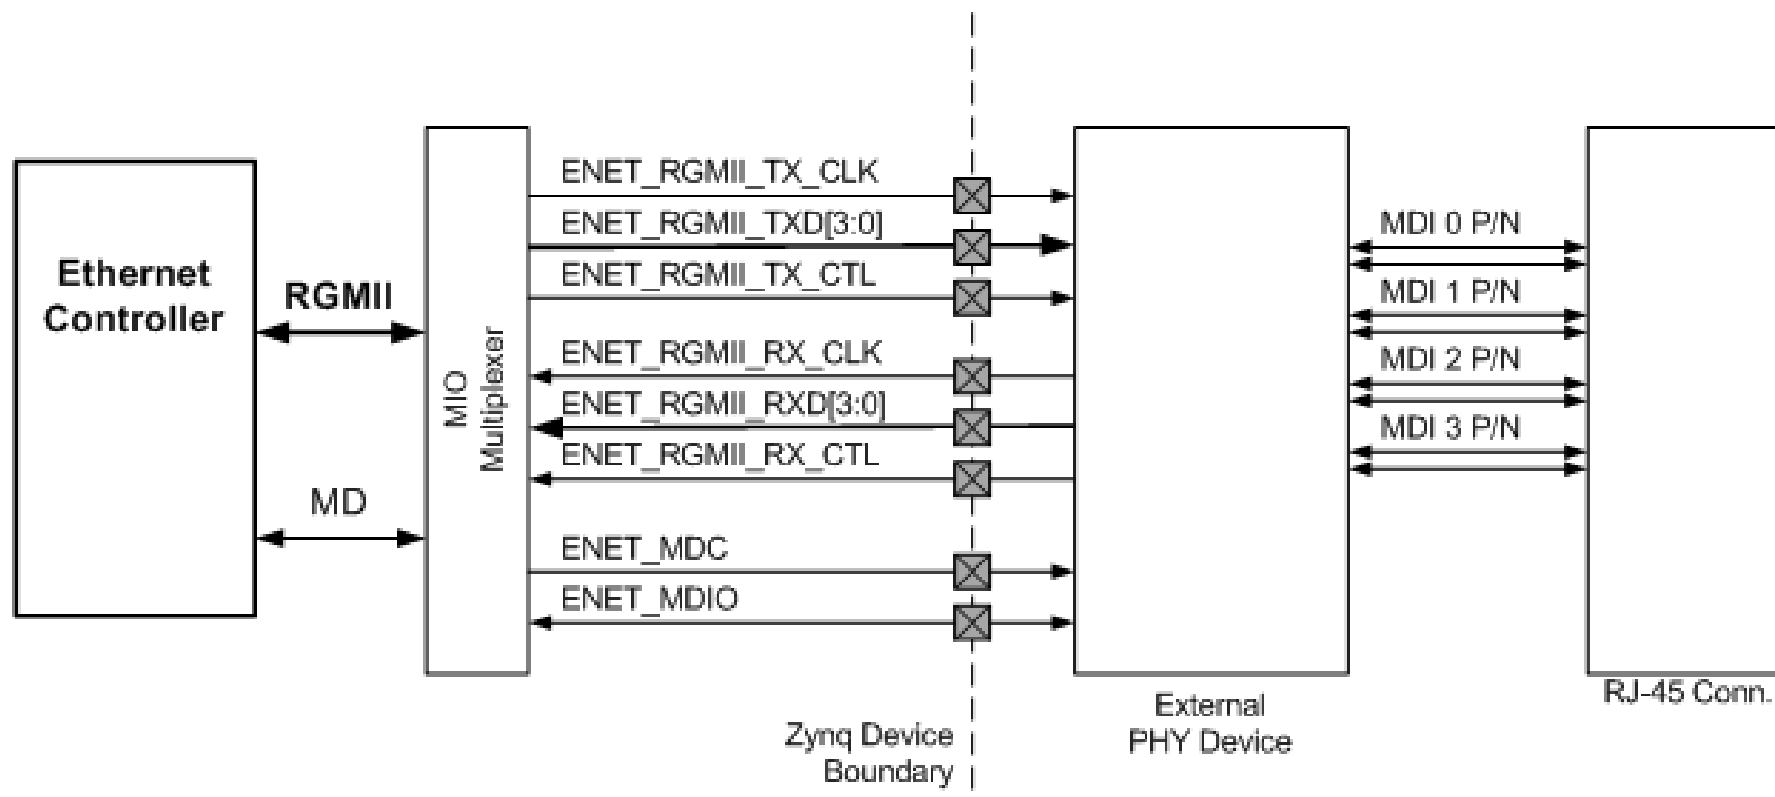 Ethernet
Controller
RGMII
MD
MIO
Multiplexer
ENET_RGMII_TX_CLK
ENET_RGMII_TXD[3:0]
ENET_RGMII_TX_CTL
ENET_RGMII_RX_CLK
ENET_RGMII_RXD[3:0]
ENET_RGMII_RX_CTL
ENET_MDC
ENET_MDIO
Zynq Device
Boundary
External
PHY Device
MDI 0 P/N
MDI 1 P/N
MDI 2 P/N
MDI 3 P/N
RJ-45 Conn.